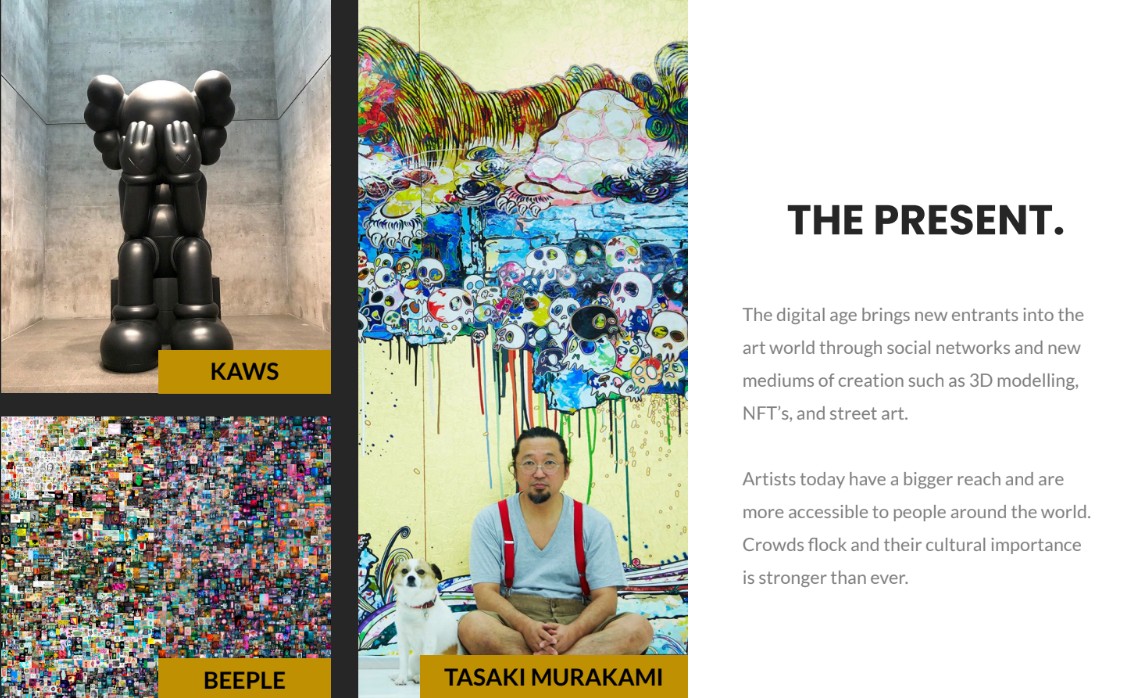 KAWS
BEEPLE
TASAKI MURAKAMI
THE PRESENT.
The digital age brings new entrants into the
art world through social networks and new
mediums of creation such as 3D modelling,
NFT’s, and street art.
Artists today have a bigger reach and are
more accessible to people around the world.
Crowds flock and their cultural importance
is stronger than ever.